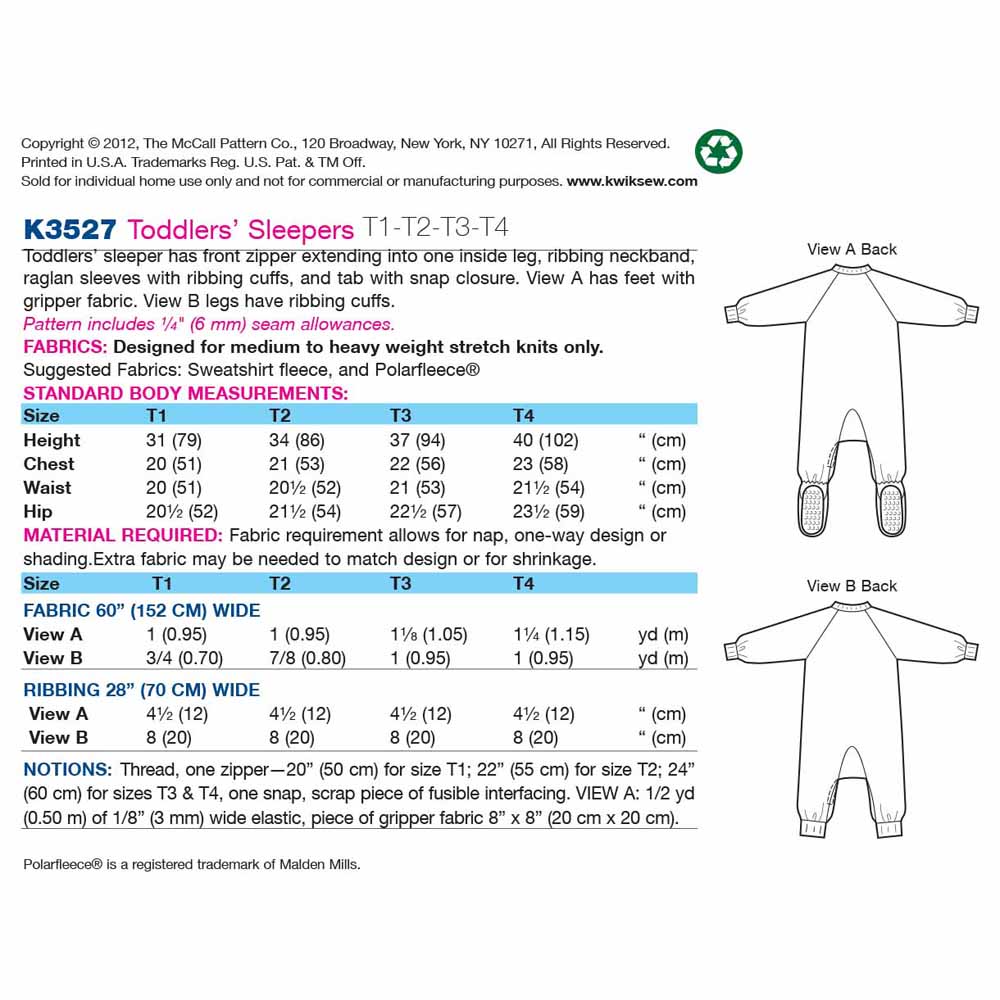 Copyright © 2012, The McCall Pattern Co., 120 Broadway, New York, NY 10271, All Rights Reserved.
Printed in U.S.A. Trademarks Reg. U.S. Pat. & TM Off.
Sold for individual home use only and not for commercial or manufacturing purposes. www.kwiksew.com
K3527 Toddlers’ Sleepers T1-T2-T3-T4
Toddlers’ sleeper has front zipper extending into one inside leg, ribbing neckband,
raglan sleeves with ribbing cuffs, and tab with snap closure. View A has feet with
gripper fabric. View B legs have ribbing cuffs.
Pattern includes ¼" (6 mm) seam allowances.
FABRICS: Designed for medium to heavy weight stretch knits only.
Suggested Fabrics: Sweatshirt fleece, and Polarfleece®
STANDARD BODY MEASUREMENTS:
Size T1 T2 T3 T4
Height 31 (79) 34 (86) 37 (94) 40 (102) “ (cm)
Chest 20 (51) 21 (53) 22 (56) 23 (58) “ (cm)
Waist 20 (51) 20½ (52) 21 (53) 21½ (54) “ (cm)
Hip 20½ (52) 21½ (54) 22½ (57) 23½ (59) “ (cm)
MATERIAL REQUIRED: Fabric requirement allows for nap, one-way design or
shading.Extra fabric may be needed to match design or for shrinkage.
Size T1 T2 T3 T4
FABRIC 60” (152 CM) WIDE
View A 1 (0.95) 1 (0.95) 1⅛ (1.05) 1¼ (1.15) yd (m)
View B 3/4 (0.70) 7/8 (0.80) 1 (0.95) 1 (0.95) yd (m)
RIBBING 28” (70 CM) WIDE
View A 4½ (12) 4½ (12) 4½ (12) 4½ (12) “ (cm)
View B 8 (20) 8 (20) 8 (20) 8 (20) “ (cm)
NOTIONS: Thread, one zipper—20” (50 cm) for size T1; 22” (55 cm) for size T2; 24”
(60 cm) for sizes T3 & T4, one snap, scrap piece of fusible interfacing. VIEW A: 1/2 yd
(0.50 m) of 1/8” (3 mm) wide elastic, piece of gripper fabric 8” x 8” (20 cm x 20 cm).
Polarfleece® is a registered trademark of Malden Mills.
View A Back
View B Back